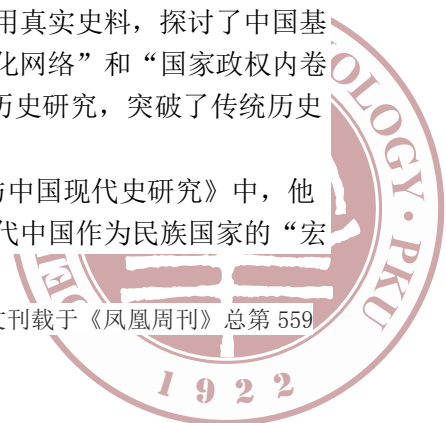 用真实史料，探讨了中国基
化网络”和“国家政权内卷
历史研究，突破了传统历史
与中国现代史研究》中，他
代中国作为民族国家的“宏
文刊载于《凤凰周刊》总第 559
OLOGY · PKU
1922